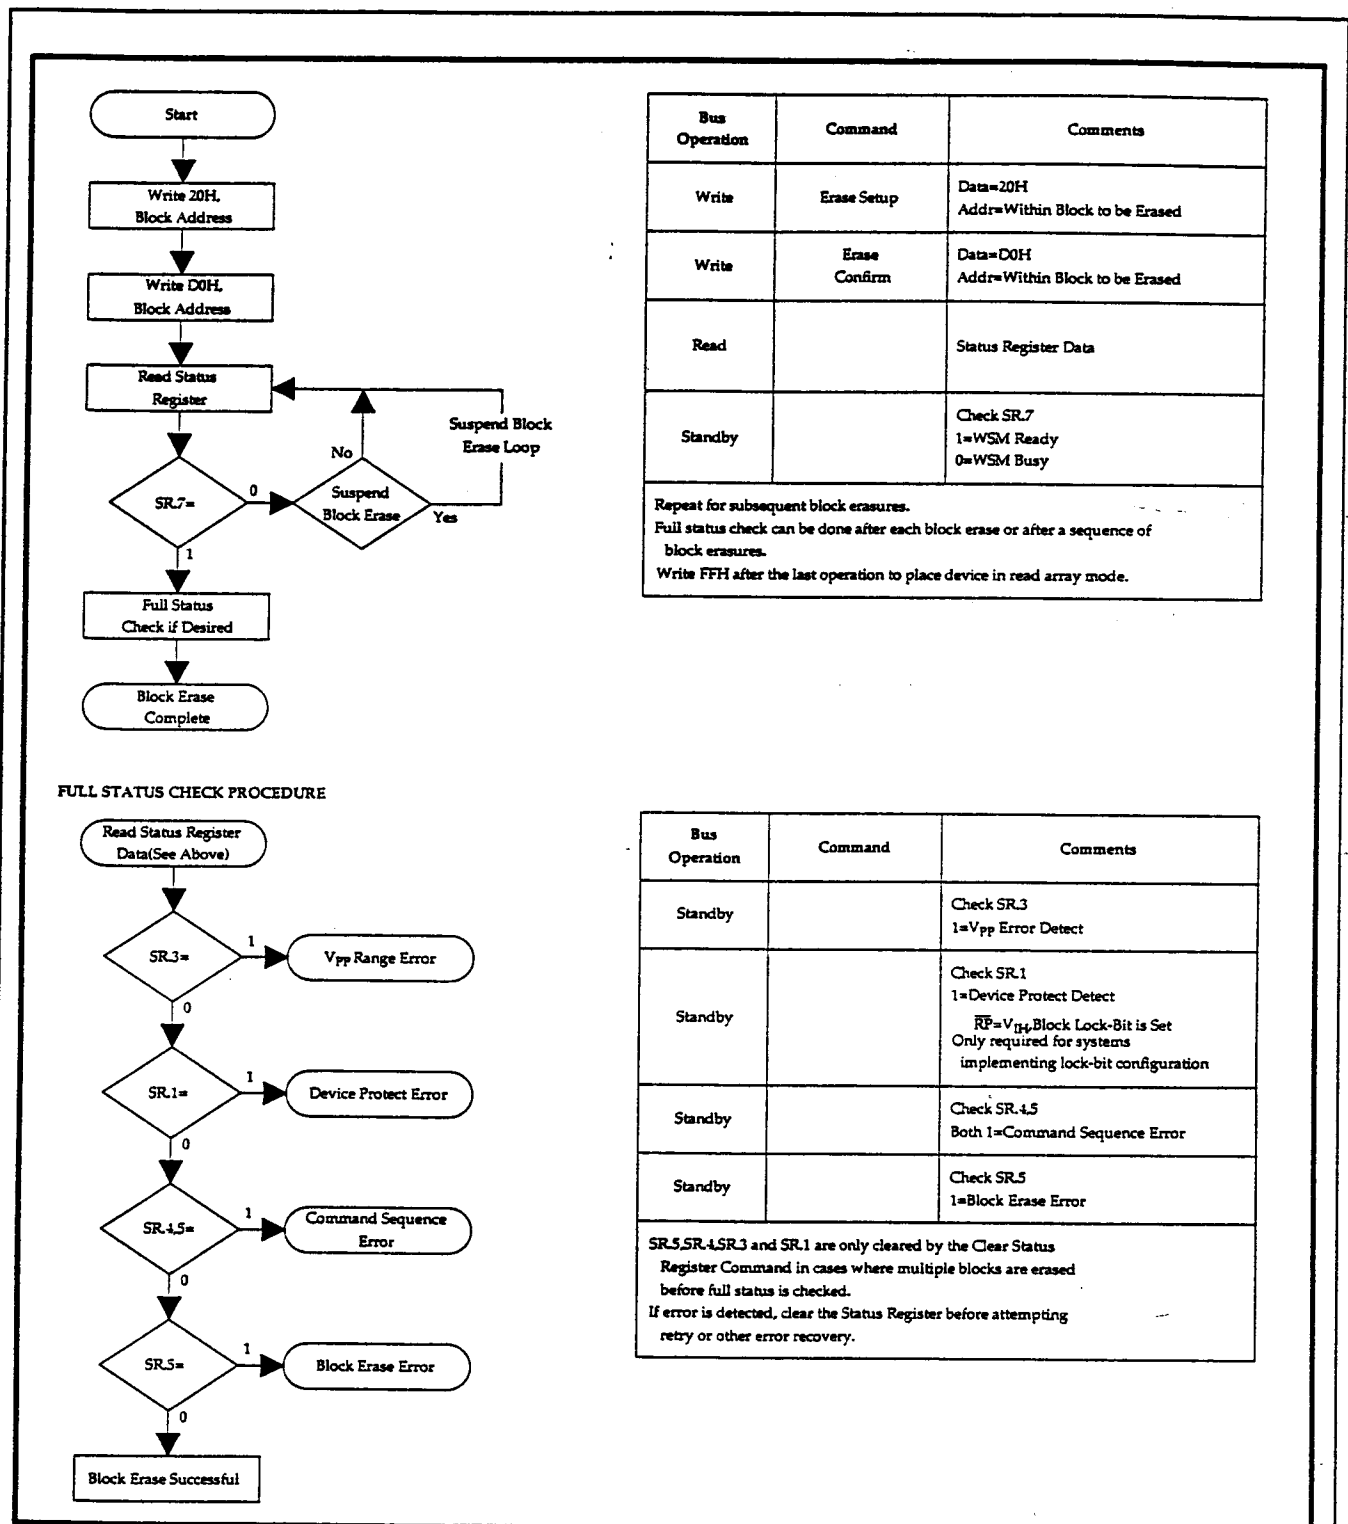 Start
Write 20H,
Block Address
Write D0H,
Block Address
Read Status
Register
Suspend Block
Erase Loop
No
SR.7=
0
Suspend
Block Erase
Yes
1
Full Status
Check if Desired
Block Erase
Complete
Bus
Operation
Command
Comments
Write
Erase Setup
Data=20H
Addr=Within Block to be Erased
Write
Erase
Confirm
Data=D0H
Addr=Within Block to be Erased
Read
Status Register Data
Standby
Check SR.7
1=WSM Ready
0=WSM Busy
Repeat for subsequent block erasures.
Full status check can be done after each block erase or after a sequence of
block erasures.
Write FFH after the last operation to place device in read array mode.
FULL STATUS CHECK PROCEDURE
Read Status Register
Data(See Above)
SR.3=
1
VPP Range Error
0
SR.1=
1
Device Protect Error
0
SR.4,5=
1
Command Sequence
Error
0
SR.5=
1
Block Erase Error
0
Block Erase Successful
Bus
Operation
Command
Comments
Standby
Check SR.3
1=VPP Error Detect
Standby
Check SR.1
1=Device Protect Detect
R̅P̅=VIH,Block Lock-Bit is Set
Only required for systems
implementing lock-bit configuration
Standby
Check SR.4,5
Both 1=Command Sequence Error
Standby
Check SR.5
1=Block Erase Error
SR.5,SR.4,SR.3 and SR.1 are only cleared by the Clear Status
Register Command in cases where multiple blocks are erased
before full status is checked.
If error is detected, clear the Status Register before attempting
retry or other error recovery.